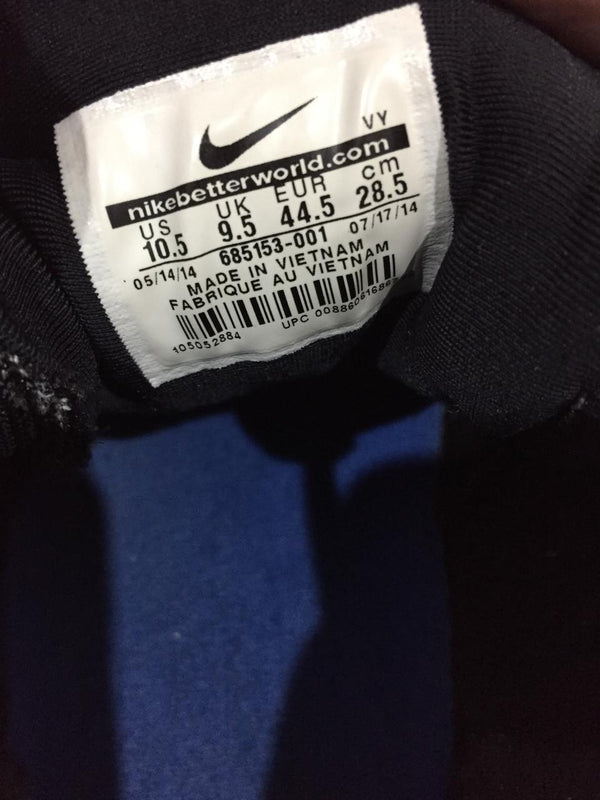 VY
nikebetterworld.com
US UK EUR cm
10.5 9.5 44.5 28.5
05/14/14 685153-001 07/17/14
MADE IN VIETNAM
FABRIQUE AU VIETNAM
105052884 UPC